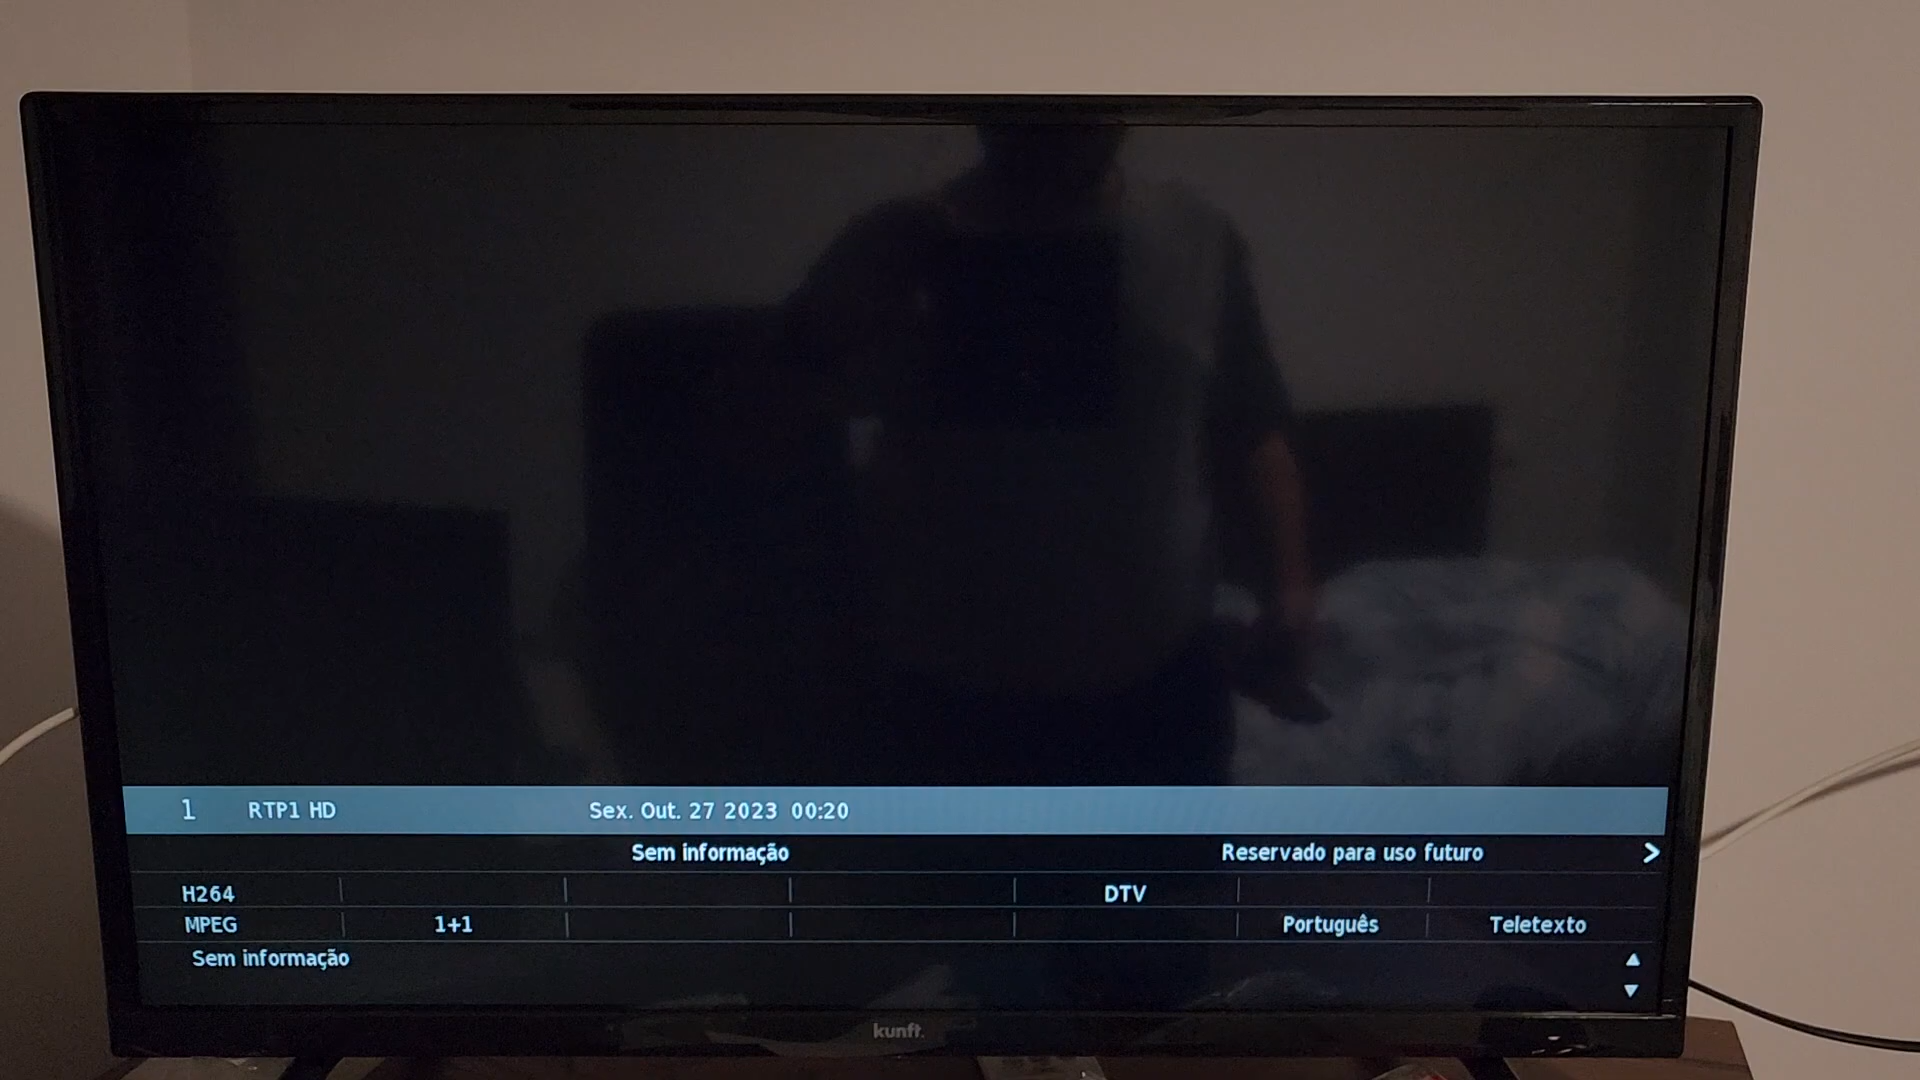 1 RTP1 HD Sex. Out. 27 2023 00:20
Sem informação Reservado para uso futuro >
H264 DTV
MPEG 1+1 Português Teletexto
Sem informação
kunft.